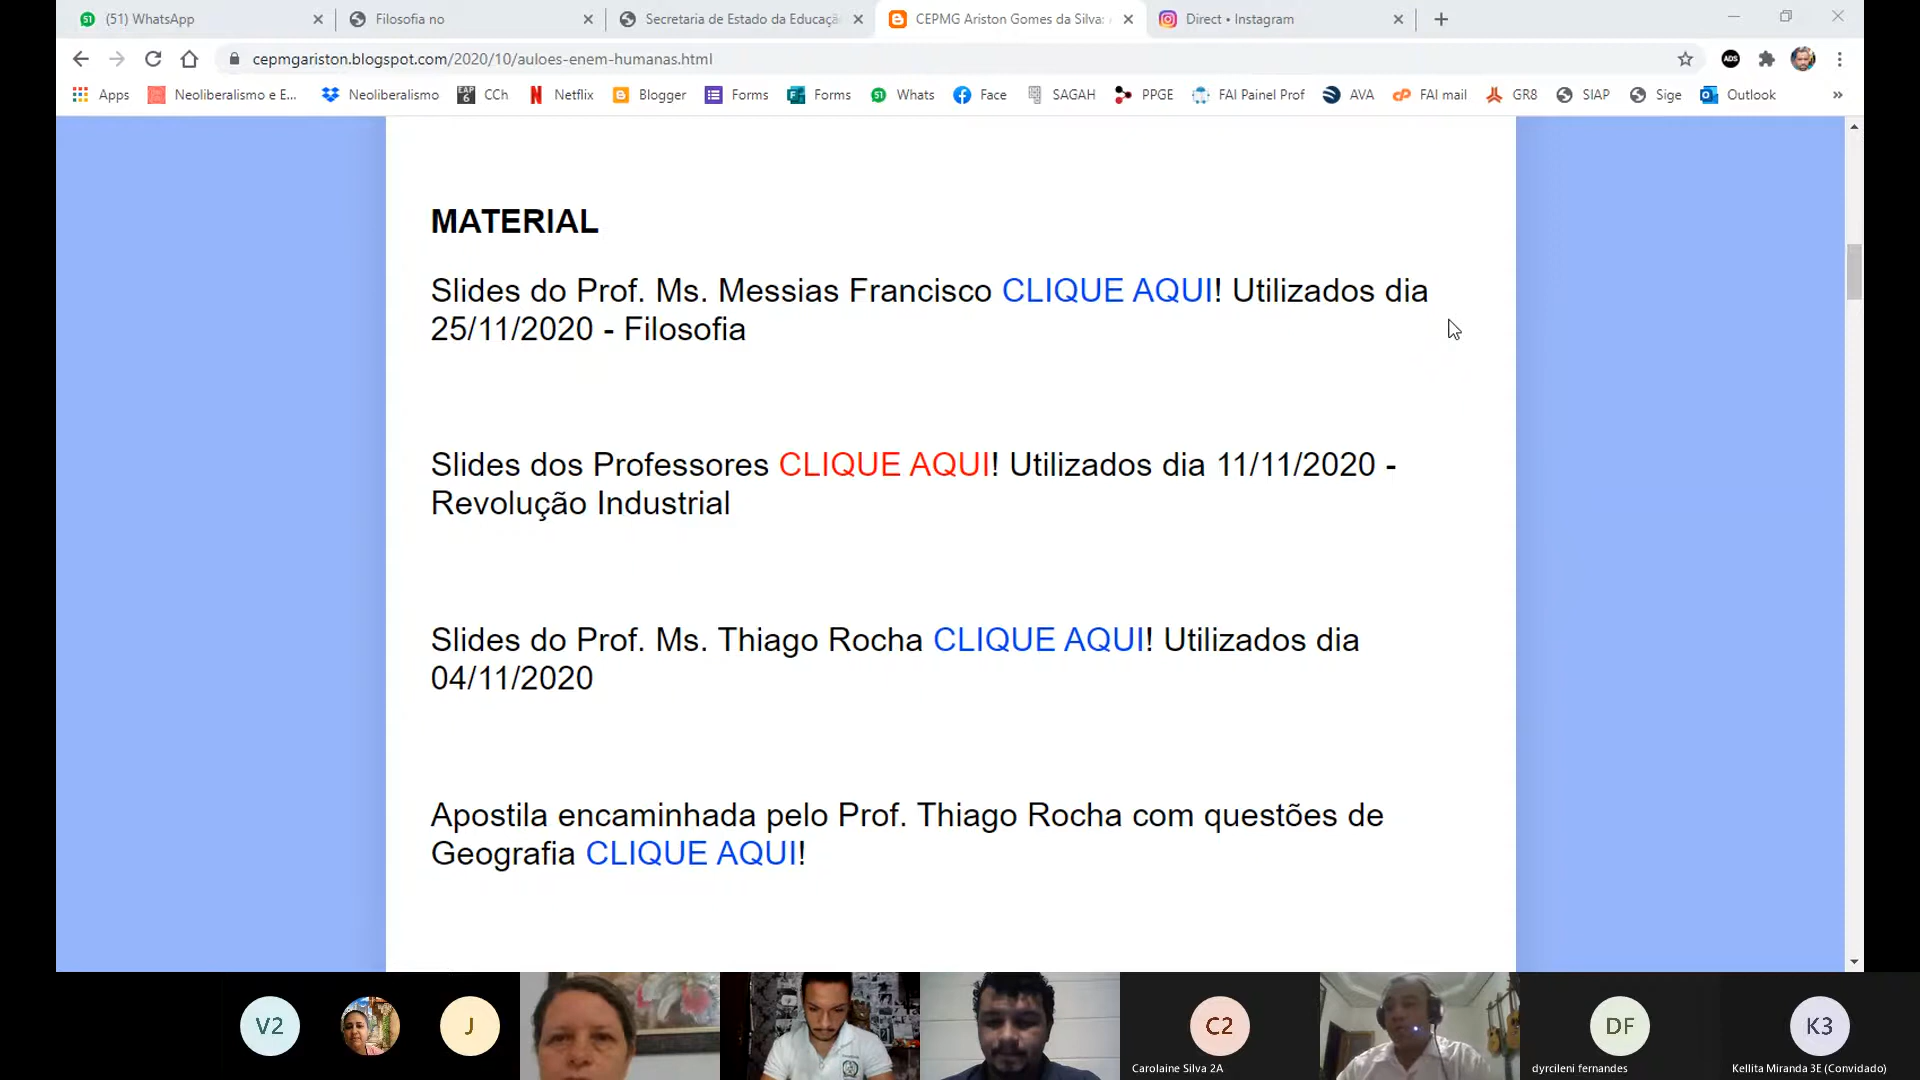 (51) WhatsApp
Filosofia no
Secretaria de Estado da Educaçã
CEPMG Ariston Gomes da Silva:
Direct • Instagram
cepmgariston.blogspot.com/2020/10/auloes-enem-humanas.html
ABS
Apps
Neoliberalismo e E...
Neoliberalismo
CAP 6
CCh
Netflix
Blogger
Forms
Forms
51
Whats
Face
SAGAH
PPGE
FAI Painel Prof
AVA
FAI mail
GR8
SIAP
Sige
Outlook
»
MATERIAL
Slides do Prof. Ms. Messias Francisco CLIQUE AQUI! Utilizados dia
25/11/2020 - Filosofia
Slides dos Professores CLIQUE AQUI! Utilizados dia 11/11/2020 -
Revolução Industrial
Slides do Prof. Ms. Thiago Rocha CLIQUE AQUI! Utilizados dia
04/11/2020
Apostila encaminhada pelo Prof. Thiago Rocha com questões de
Geografia CLIQUE AQUI!
V2
J
C2
DF
K3
Carolaine Silva 2A
dyrcileni fernandes
Kellita Miranda 3E (Convidado)